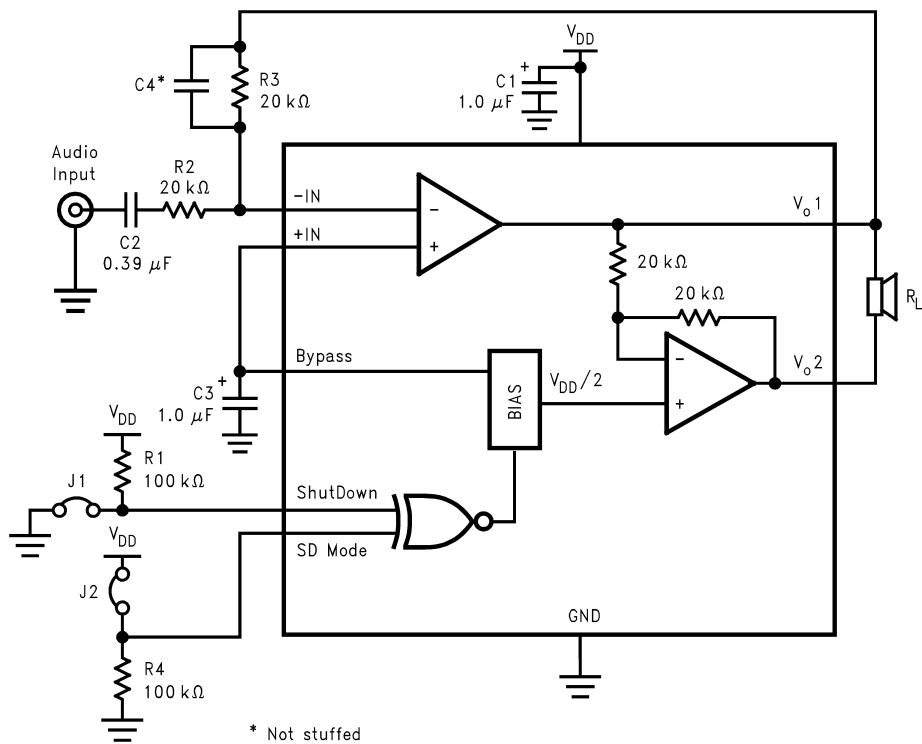 C4*
R3
20 kΩ
VDD
C1
+
1.0 µF
Audio
Input
R2
20 kΩ
C2
0.39 µF
-IN
+IN
-
+
Vo1
20 kΩ
20 kΩ
RL
Bypass
C3
+
1.0 µF
BIAS
VDD/2
-
+
Vo2
VDD
R1
100 kΩ
J1
ShutDown
SD Mode
VDD
J2
R4
100 kΩ
GND
* Not stuffed